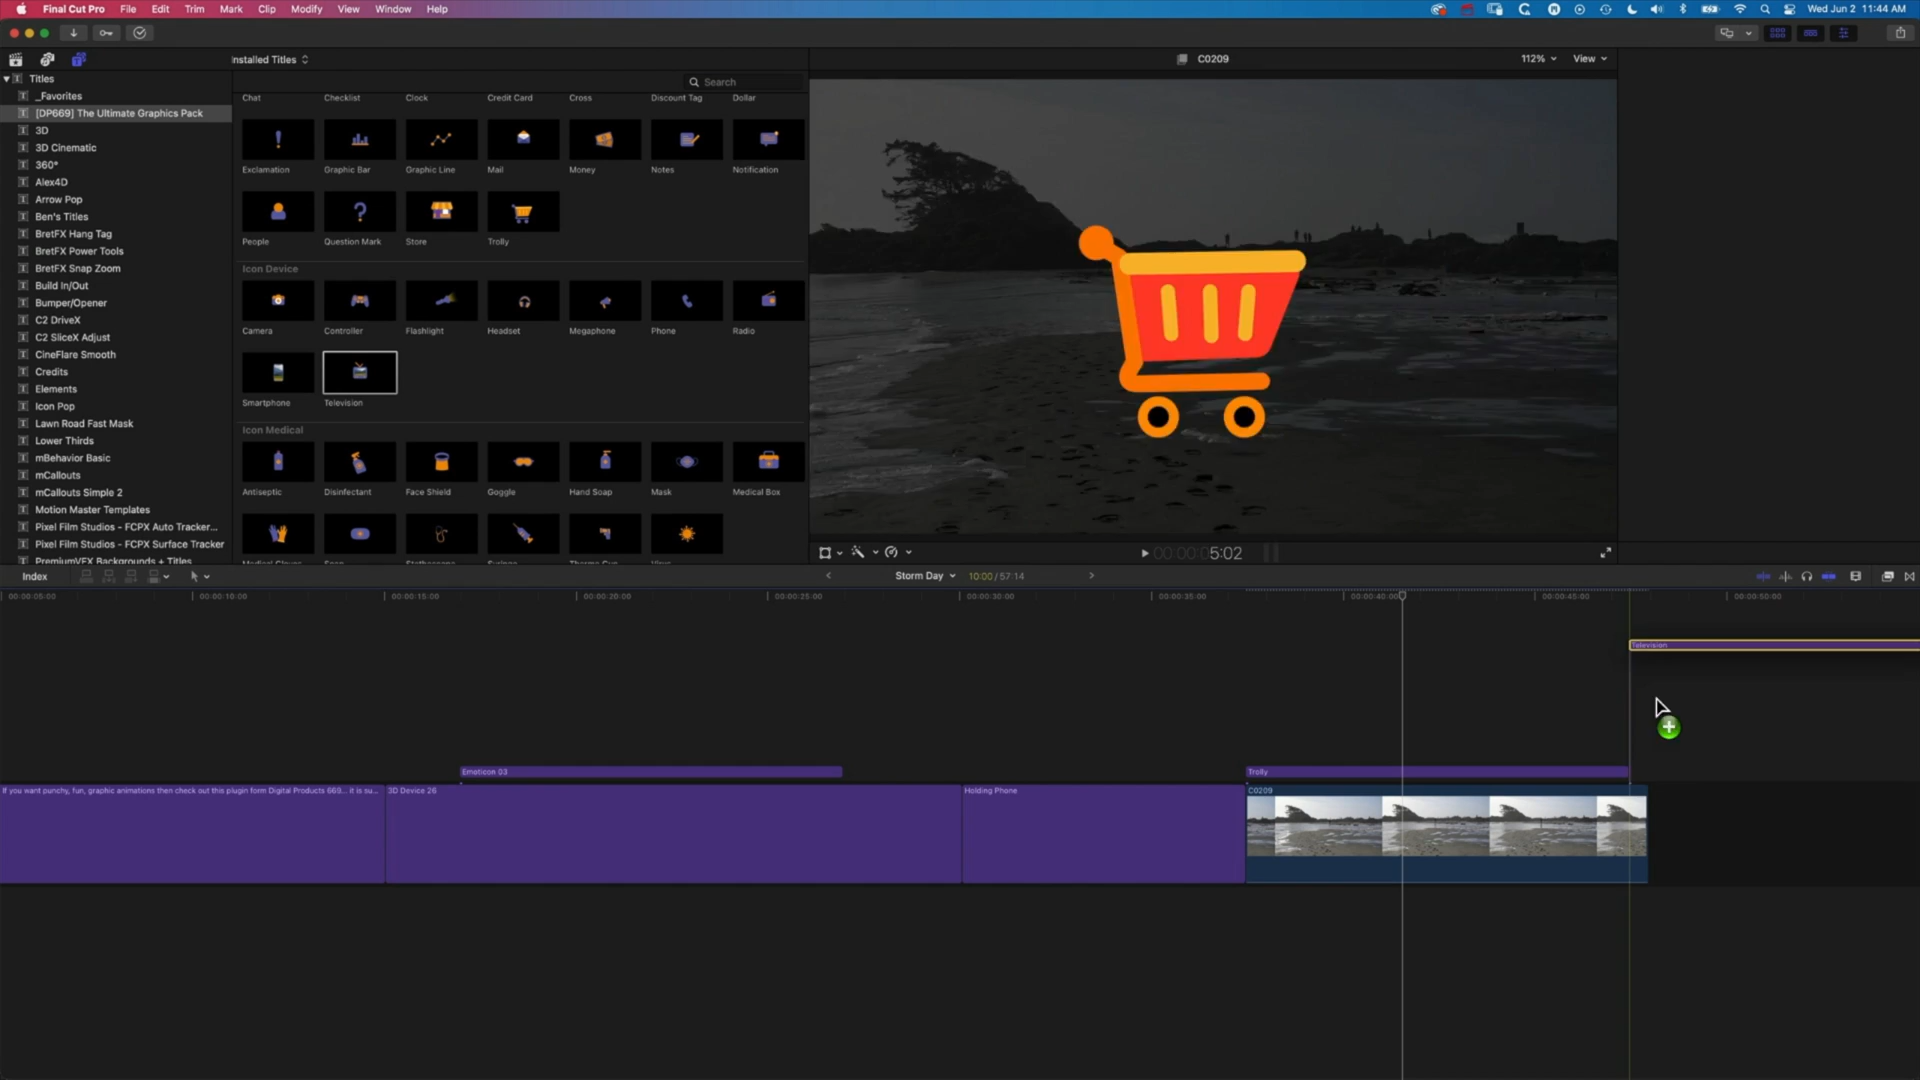 Final Cut Pro File Edit Trim Mark Clip Modify View Window Help
Wed Jun 2 11:44 AM
Installed Titles
C0209
112%
View
Titles
Search
_Favorites
[DP669] The Ultimate Graphics Pack
3D
3D Cinematic
360°
Alex4D
Arrow Pop
Ben's Titles
BretFX Hang Tag
BretFX Power Tools
BretFX Snap Zoom
Build In/Out
Bumper/Opener
C2 DriveX
C2 SliceX Adjust
CineFlare Smooth
Credits
Elements
Icon Pop
Lawn Road Fast Mask
Lower Thirds
mBehavior Basic
mCallouts
mCallouts Simple 2
Motion Master Templates
Pixel Film Studios - FCPX Auto Tracker...
Pixel Film Studios - FCPX Surface Tracker
PremiumVFX Backgrounds + Titles
Chat Checklist Clock Credit Card Cross Discount Tag Dollar
Exclamation Graphic Bar Graphic Line Mail Money Notes Notification
People Question Mark Store Trolly
Icon Device
Camera Controller Flashlight Headset Megaphone Phone Radio
Smartphone Television
Icon Medical
Antiseptic Disinfectant Face Shield Goggle Hand Soap Mask Medical Box
00:00:05:02
Index
Storm Day
10:00 / 57:14
00:00:05:00 00:00:10:00 00:00:15:00 00:00:20:00 00:00:25:00 00:00:30:00 00:00:35:00 00:00:40:00 00:00:45:00 00:00:50:00
Television
Emoticon 03
Trolly
If you want punchy, fun, graphic animations then check out this plugin form Digital Products 669... it is su...
3D Device 26
Holding Phone
C0209